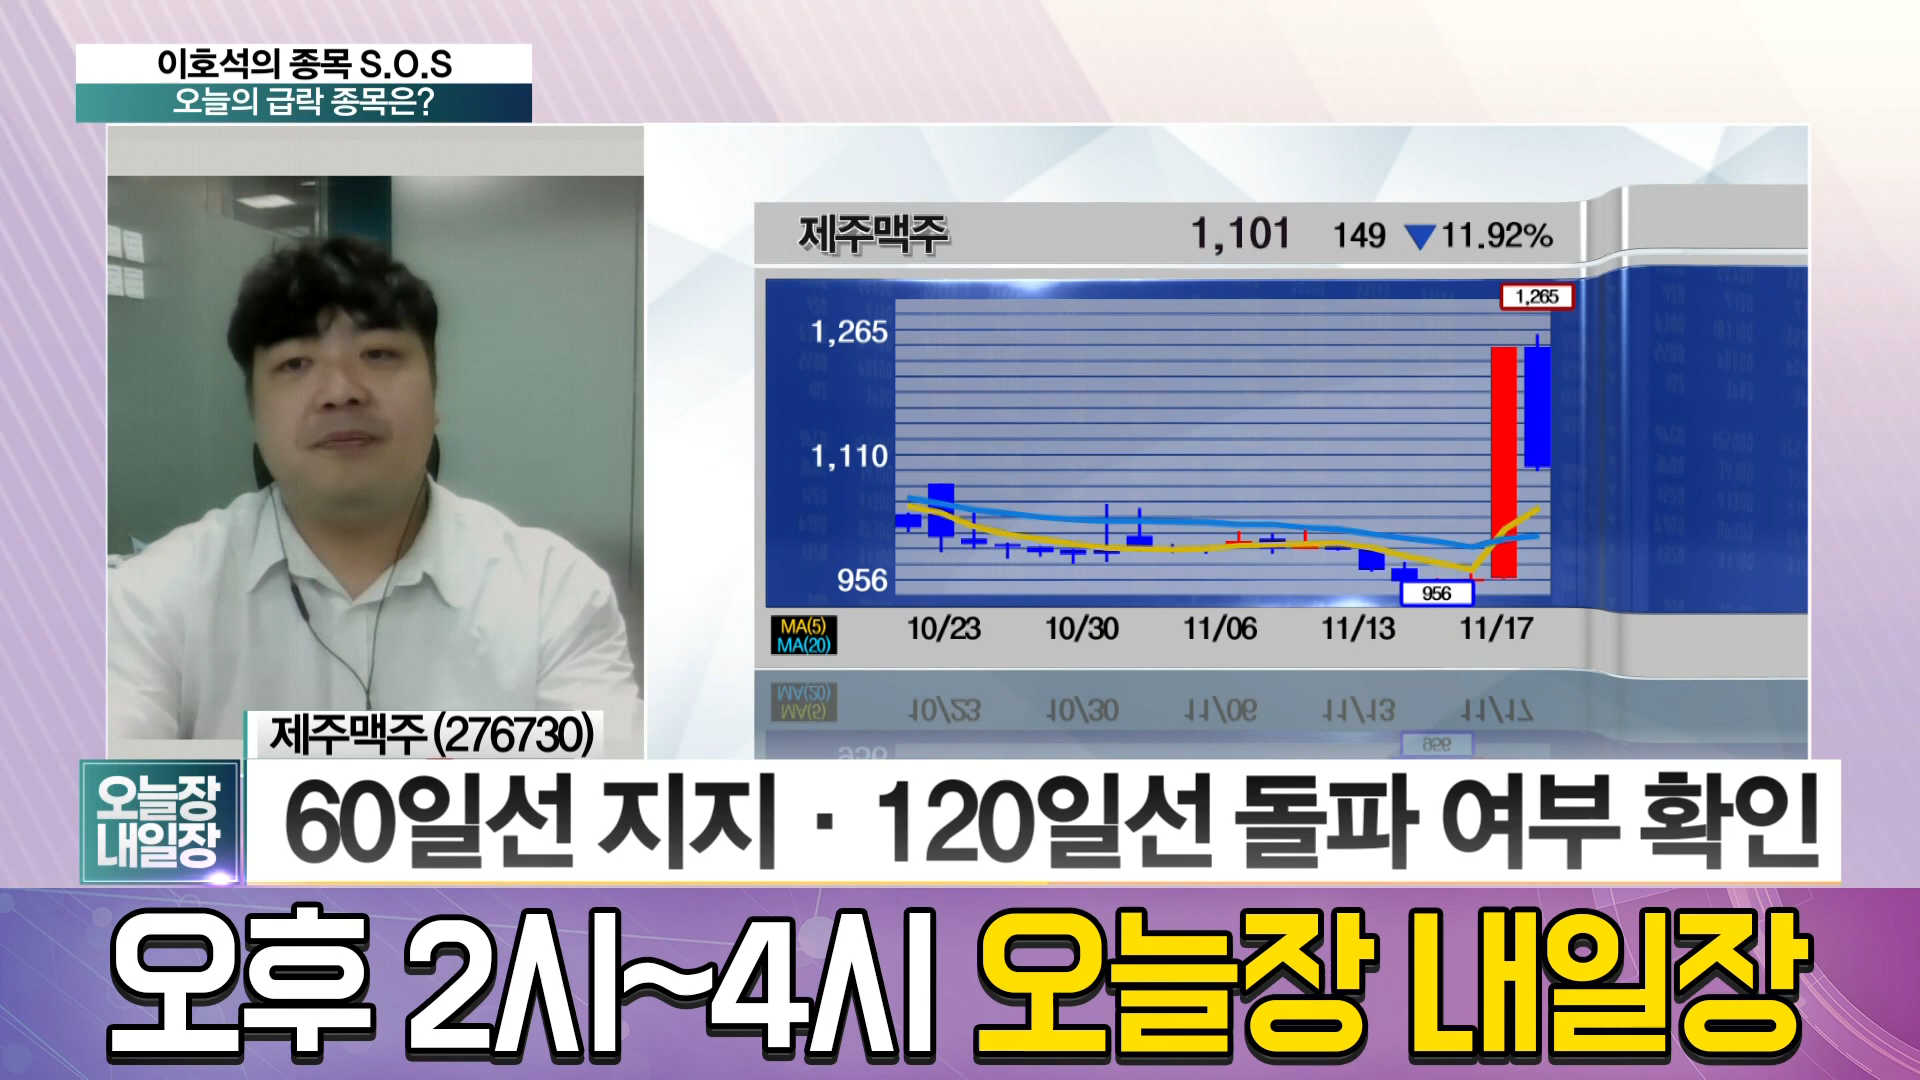 이호석의 종목 S.O.S
오늘의 급락 종목은?
제주맥주 1,101 149 ▼11.92%
1,265
1,265
1,110
956
956
MA(5)
MA(20)
10/23 10/30 11/06 11/13 11/17
제주맥주(276730)
오늘장
내일장
60일선 지지·120일선 돌파 여부 확인
오후 2시~4시 오늘장 내일장